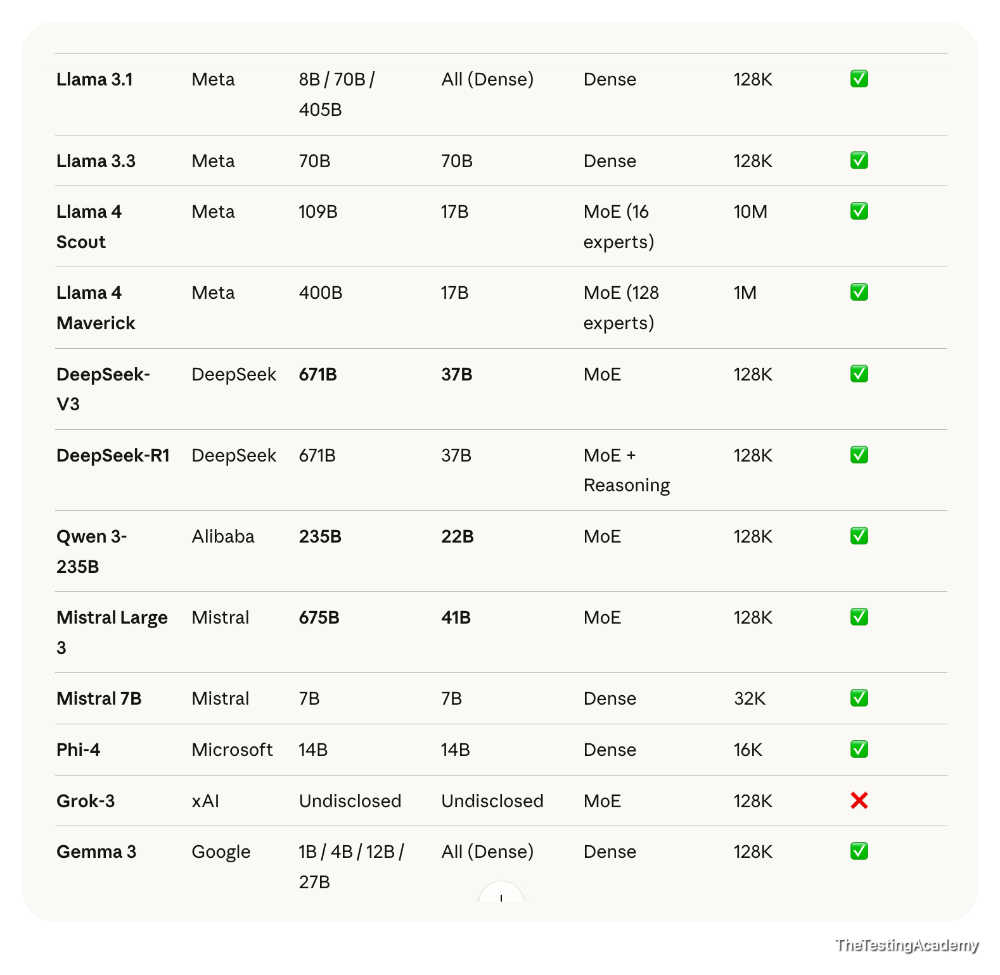 Llama 3.1 Meta 8B / 70B / All (Dense) Dense 128K ✅
405B
Llama 3.3 Meta 70B 70B Dense 128K ✅
Llama 4 Meta 109B 17B MoE (16 10M ✅
Scout experts)
Llama 4 Meta 400B 17B MoE (128 1M ✅
Maverick experts)
DeepSeek- DeepSeek 671B 37B MoE 128K ✅
V3
DeepSeek-R1 DeepSeek 671B 37B MoE + 128K ✅
Reasoning
Qwen 3- Alibaba 235B 22B MoE 128K ✅
235B
Mistral Large Mistral 675B 41B MoE 128K ✅
3
Mistral 7B Mistral 7B 7B Dense 32K ✅
Phi-4 Microsoft 14B 14B Dense 16K ✅
Grok-3 xAI Undisclosed Undisclosed MoE 128K ❌
Gemma 3 Google 1B / 4B / 12B / All (Dense) Dense 128K ✅
27B
TheTestingAcademy